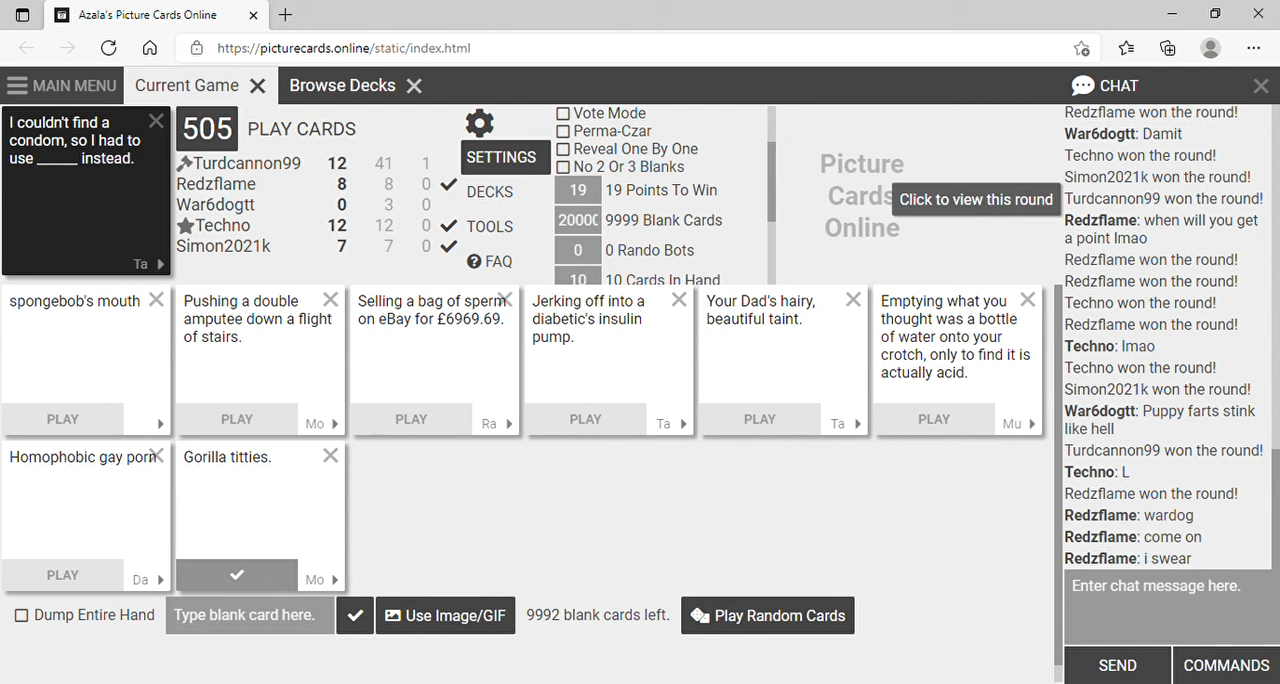 Azala's Picture Cards Online
https://picturecards.online/static/index.html
MAIN MENU
Current Game
Browse Decks
CHAT
I couldn't find a
condom, so I had to
use ______ instead.
Ta
505 PLAY CARDS
Turdcannon99 12 41 1
Redzflame 8 8 0
War6dogtt 0 3 0
Techno 12 12 0
Simon2021k 7 7 0
SETTINGS
DECKS
TOOLS
FAQ
Vote Mode
Perma-Czar
Reveal One By One
No 2 Or 3 Blanks
19 19 Points To Win
20000 9999 Blank Cards
0 0 Rando Bots
10 10 Cards In Hand
Picture
Cards
Online
Click to view this round
spongebob's mouth
PLAY
Pushing a double
amputee down a flight
of stairs.
PLAY
Mo
Selling a bag of sperm
on eBay for £6969.69.
PLAY
Ra
Jerking off into a
diabetic's insulin
pump.
PLAY
Ta
Your Dad's hairy,
beautiful taint.
PLAY
Ta
Emptying what you
thought was a bottle
of water onto your
crotch, only to find it is
actually acid.
PLAY
Mu
Homophobic gay porn
PLAY
Da
Gorilla titties.
Mo
Dump Entire Hand
Type blank card here.
Use Image/GIF
9992 blank cards left.
Play Random Cards
Redzflame won the round!
War6dogtt: Damit
Techno won the round!
Simon2021k won the round!
Turdcannon99 won the round!
Redzflame: when will you get
a point lmao
Redzflame won the round!
Redzflame won the round!
Techno won the round!
Redzflame won the round!
Techno: lmao
Techno won the round!
Simon2021k won the round!
War6dogtt: Puppy farts stink
like hell
Turdcannon99 won the round!
Techno: L
Redzflame won the round!
Redzflame: wardog
Redzflame: come on
Redzflame: i swear
Enter chat message here.
SEND
COMMANDS